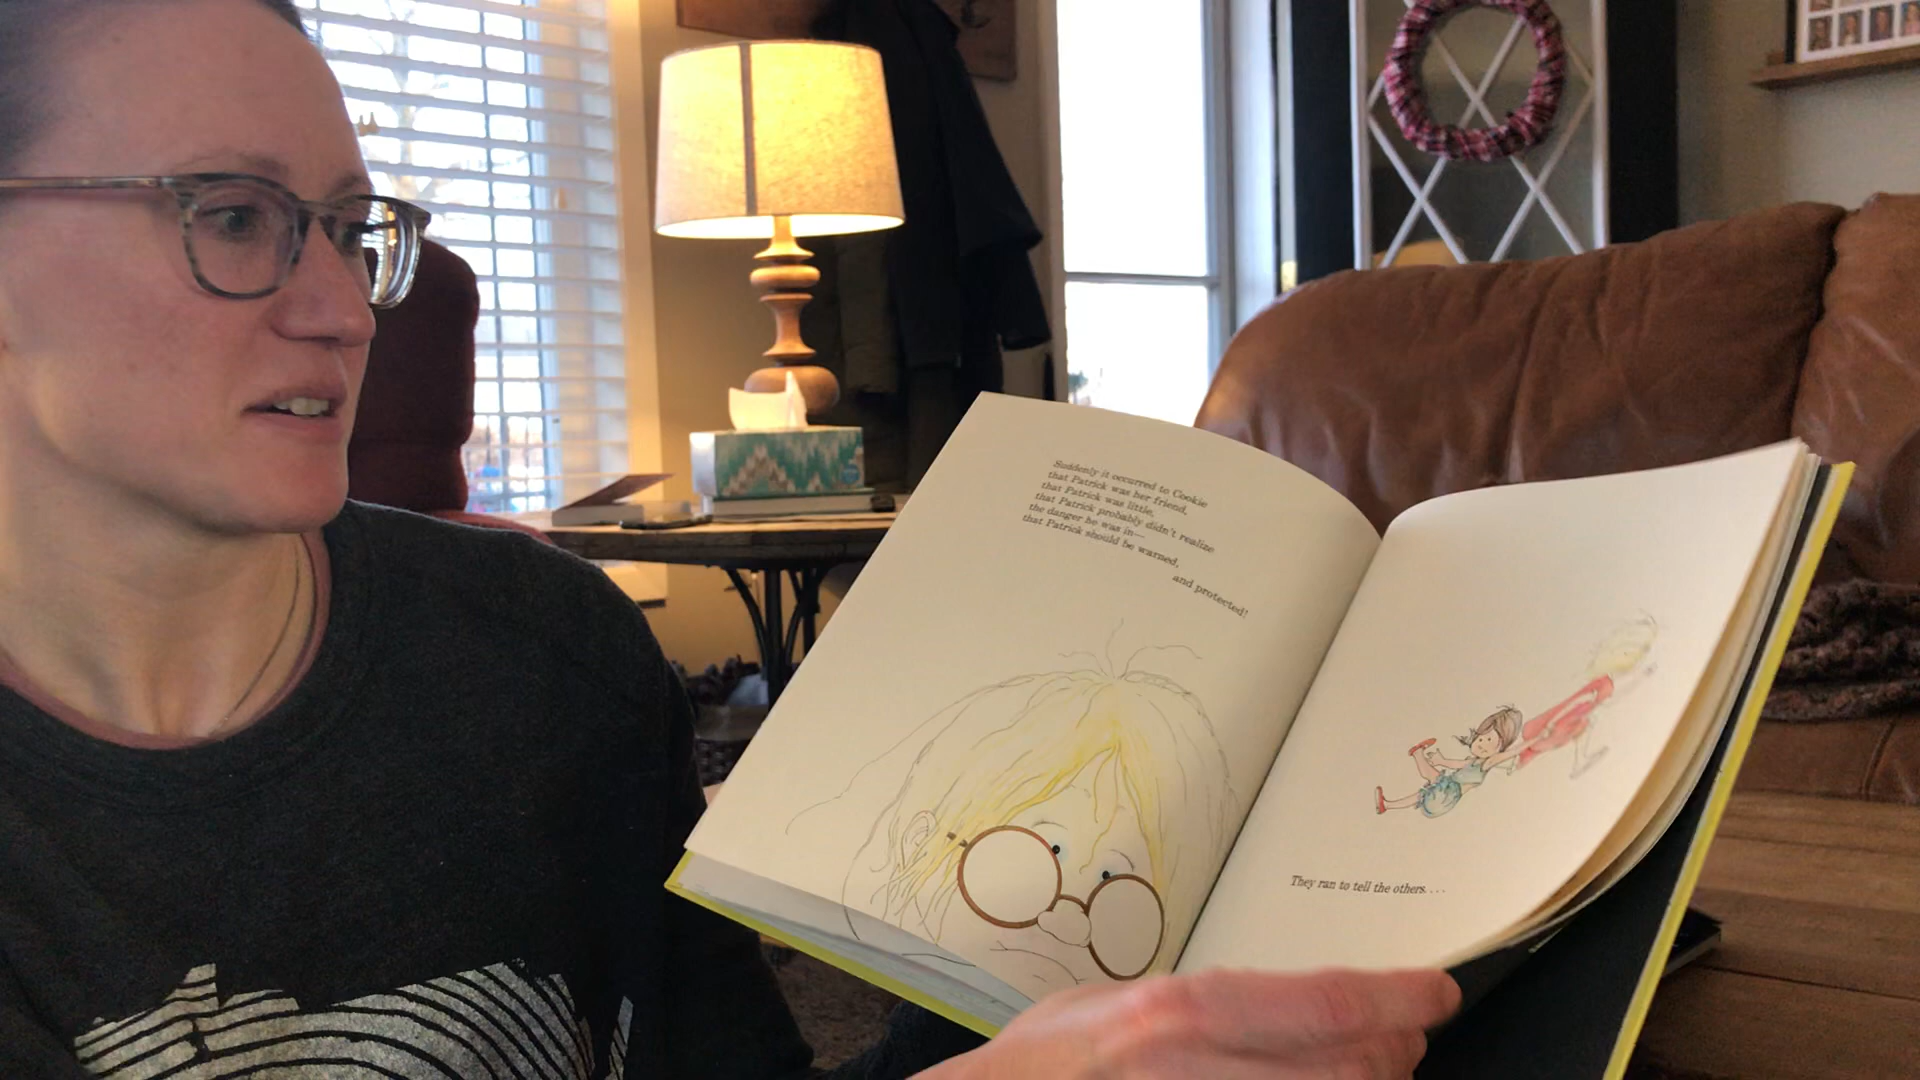 Suddenly it occurred to Cookie
that Patrick was her friend,
that Patrick was little,
that Patrick probably didn't realize
the danger he was in—
that Patrick should be warned,
and protected!
They ran to tell the others....